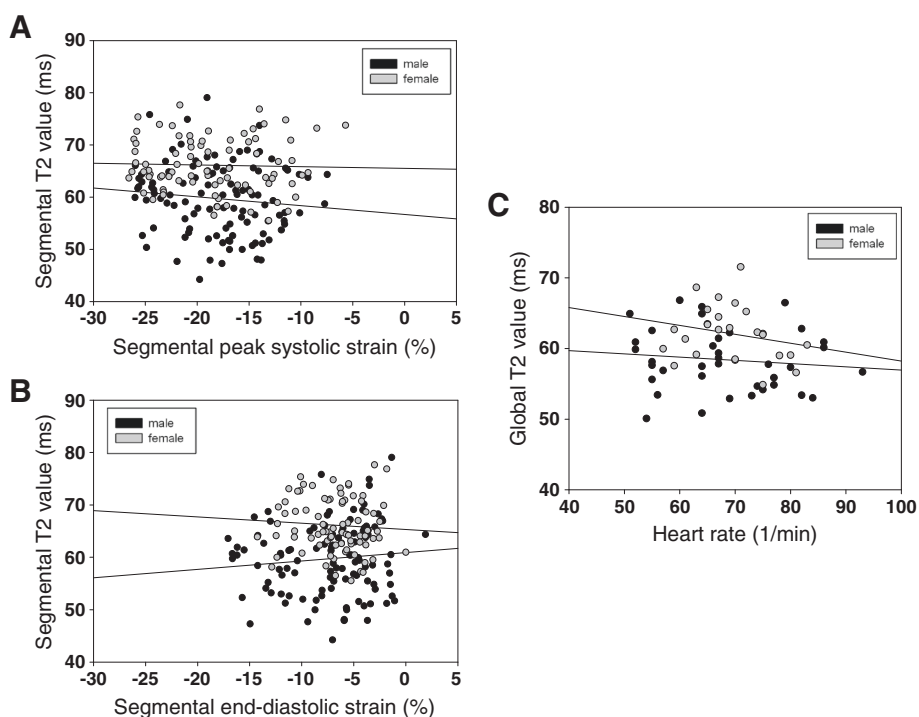 A
90
80
70
60
50
40
Segmental T2 value (ms)
male
female
-30 -25 -20 -15 -10 -5 0 5
Segmental peak systolic strain (%)
B
90
80
70
60
50
40
Segmental T2 value (ms)
male
female
-30 -25 -20 -15 -10 -5 0 5
Segmental end-diastolic strain (%)
C
80
70
60
50
40
Global T2 value (ms)
male
female
40 50 60 70 80 90 100
Heart rate (1/min)